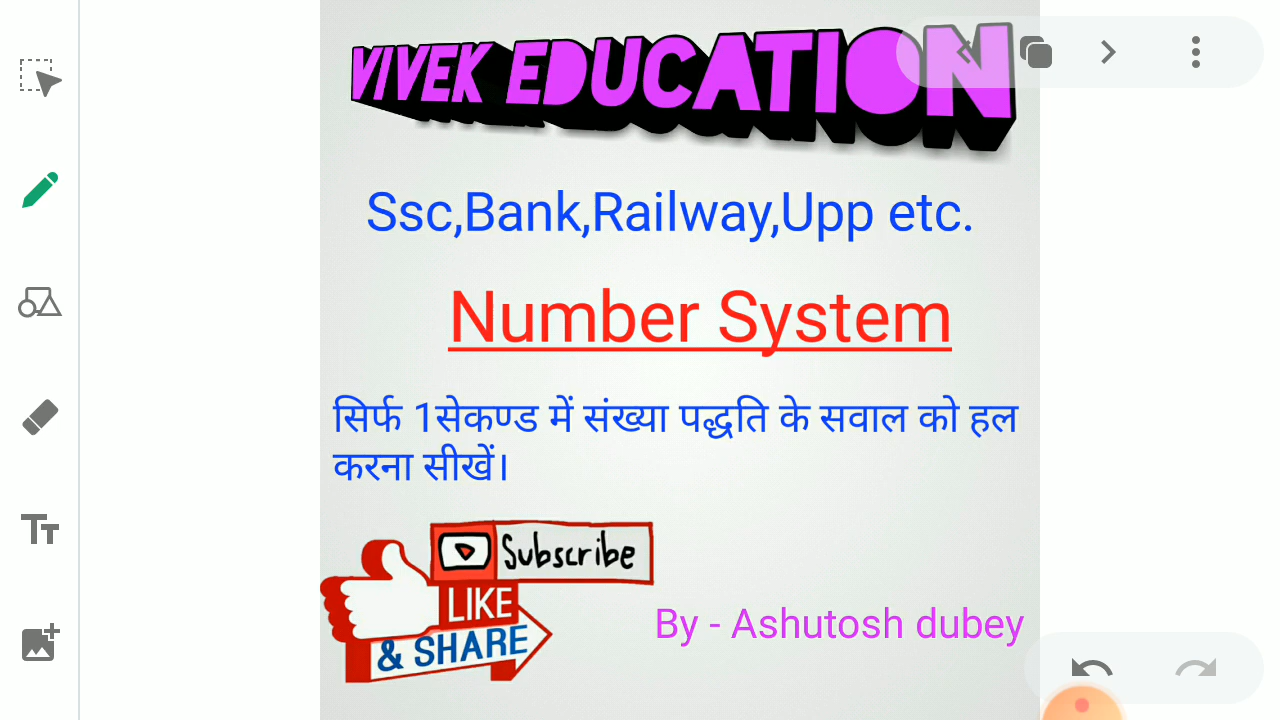 VIVEK EDUCATION
Ssc,Bank,Railway,Upp etc.
Number System
सिर्फ 1सेकण्ड में संख्या पद्धति के सवाल को हल
करना सीखें।
Subscribe
LIKE
& SHARE
By - Ashutosh dubey
Tт